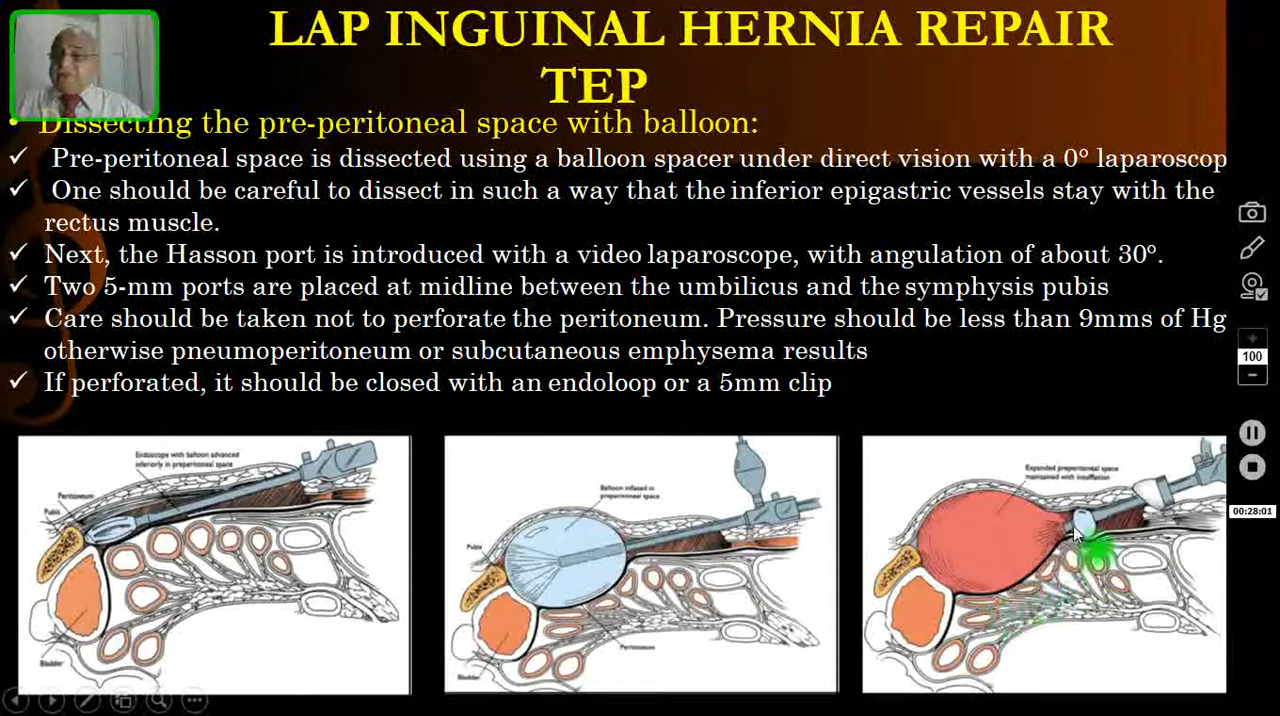 LAP INGUINAL HERNIA REPAIR
TEP
• Dissecting the pre-peritoneal space with balloon:
✓ Pre-peritoneal space is dissected using a balloon spacer under direct vision with a 0° laparoscop
✓ One should be careful to dissect in such a way that the inferior epigastric vessels stay with the
rectus muscle.
✓ Next, the Hasson port is introduced with a video laparoscope, with angulation of about 30°.
✓ Two 5-mm ports are placed at midline between the umbilicus and the symphysis pubis
✓ Care should be taken not to perforate the peritoneum. Pressure should be less than 9mms of Hg
otherwise pneumoperitoneum or subcutaneous emphysema results
✓ If perforated, it should be closed with an endoloop or a 5mm clip
Endoscope with balloon advanced
inferiorly in preperitoneal space
Peritoneum
Pubis
Bladder
Balloon inflated in
preperitoneal space
Pubis
Peritoneum
Bladder
Expanded preperitoneal space
maintained with insufflation
100
00:28:01